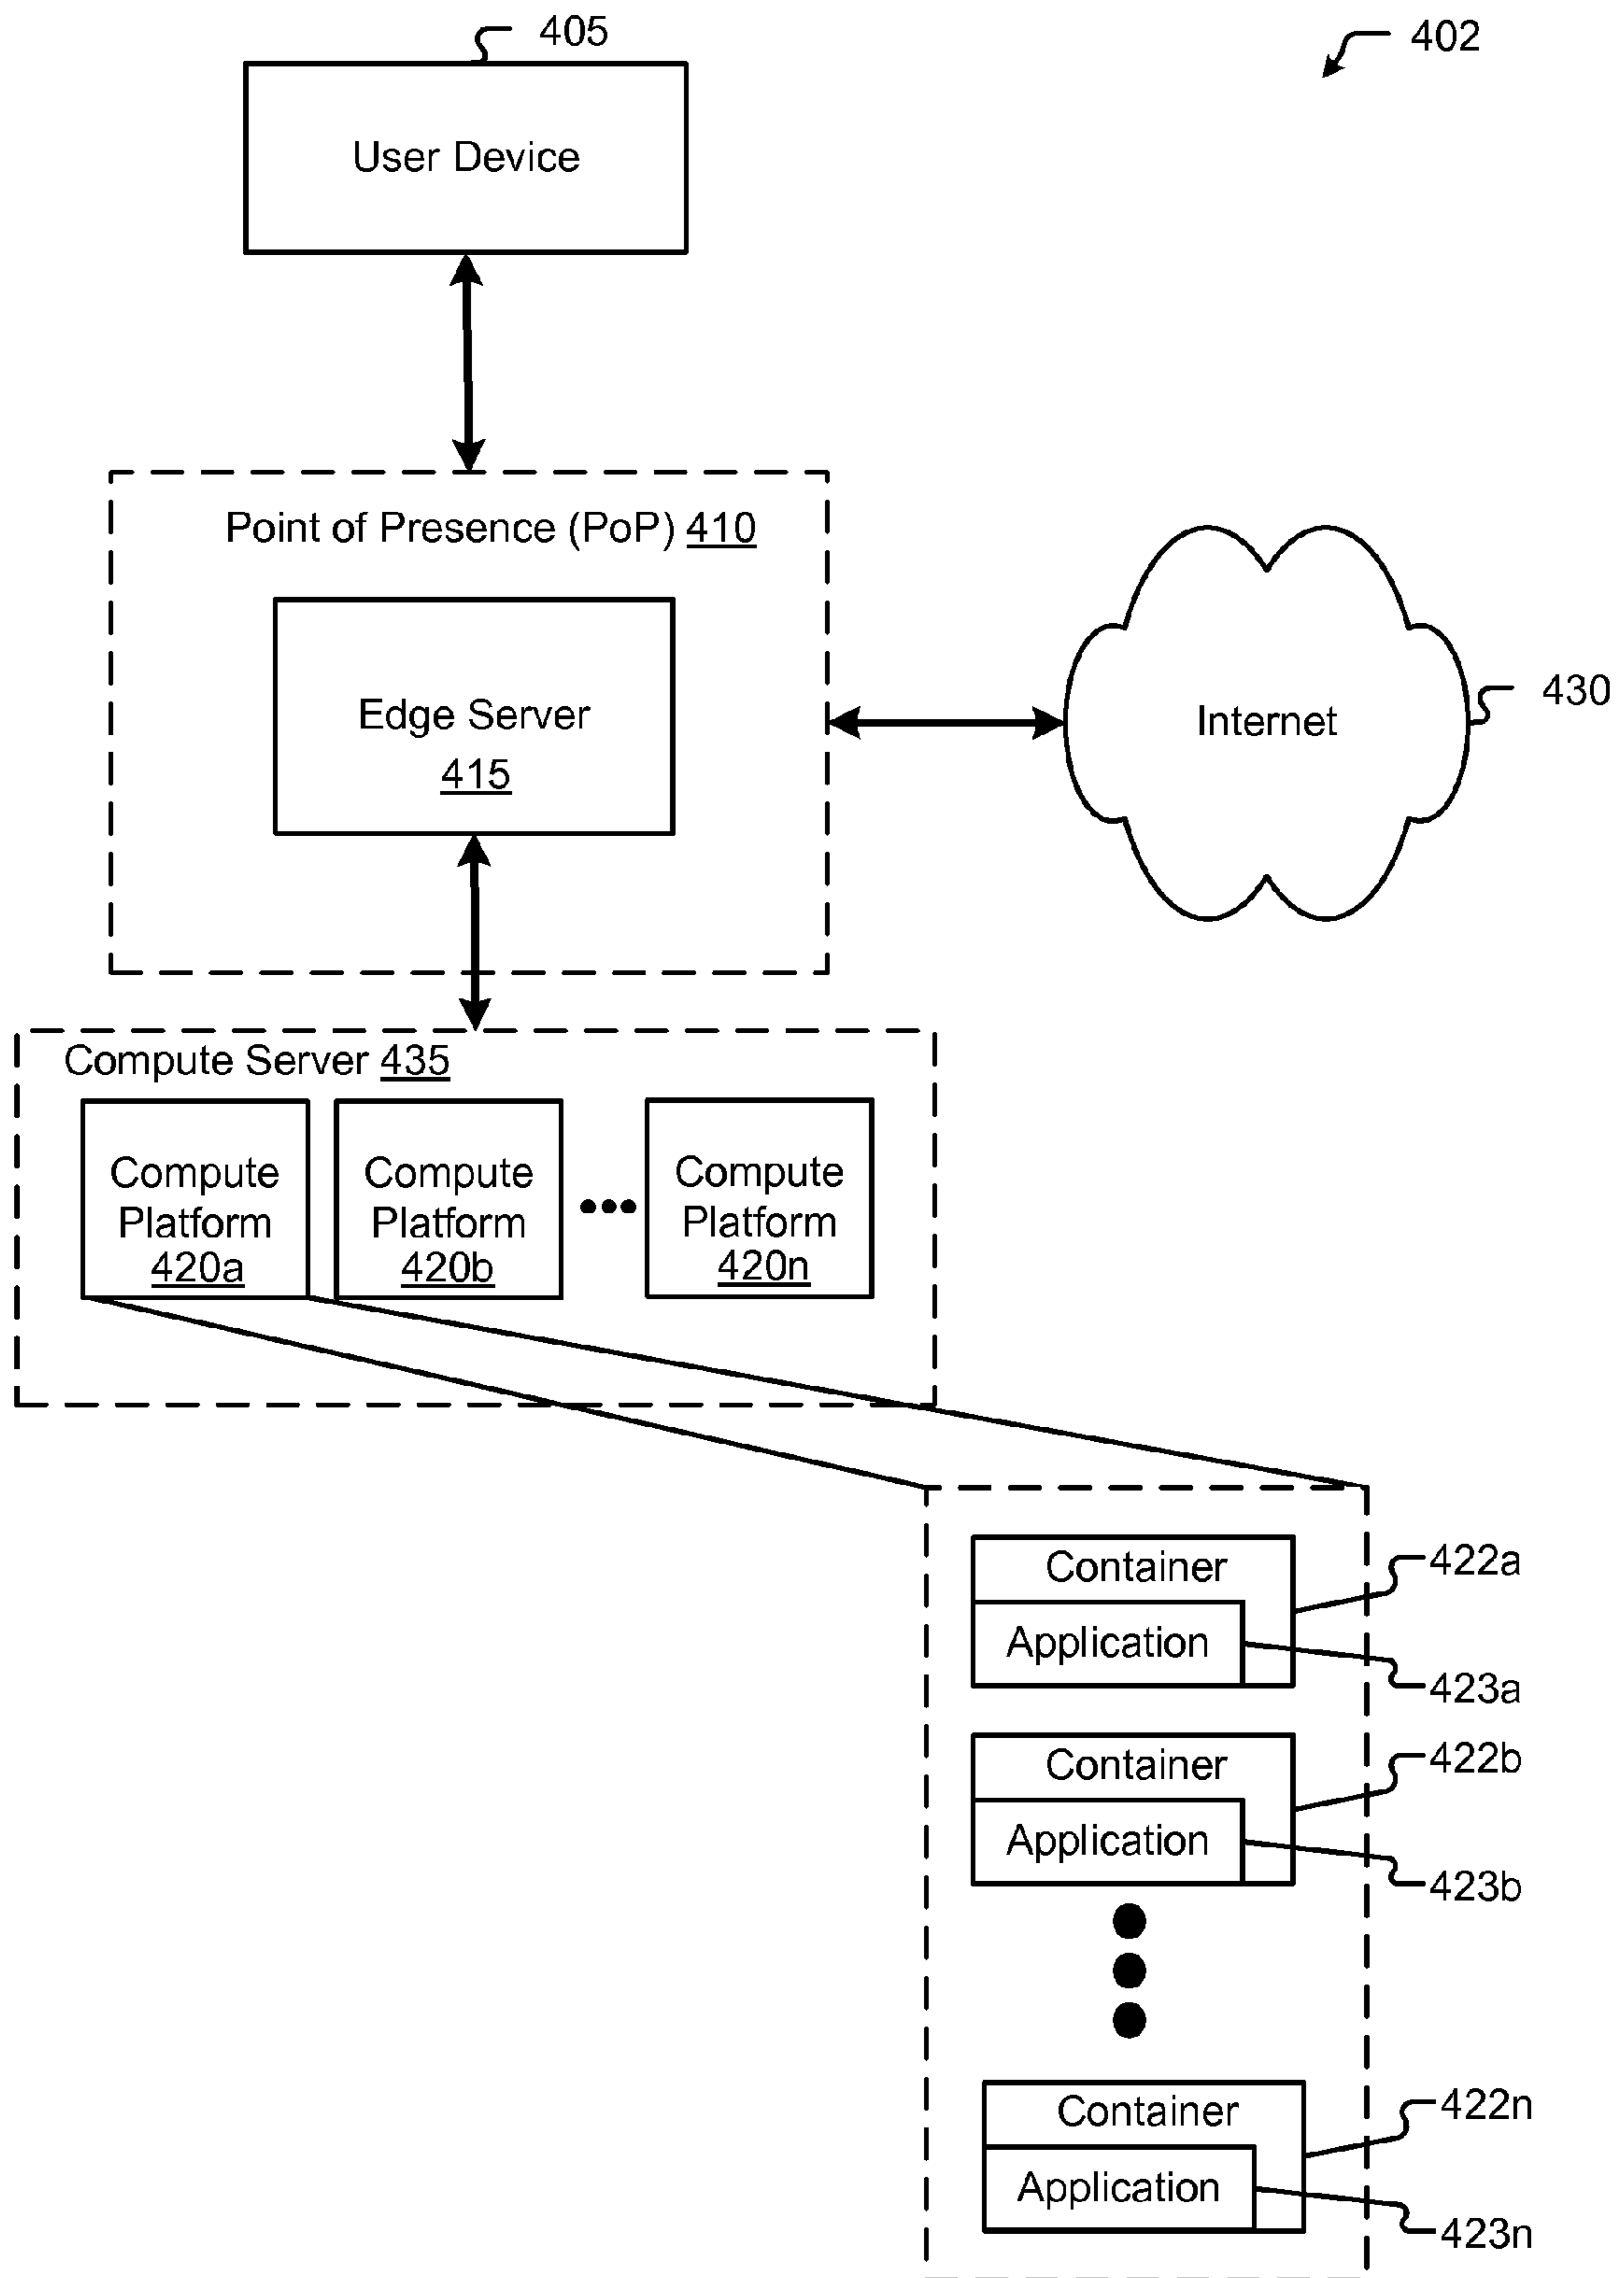 405
402
User Device
Point of Presence (PoP) 410
Edge Server
415
430
Internet
Compute Server 435
Compute
Platform
420a
Compute
Platform
420b
Compute
Platform
420n
Container
422a
Application
423a
Container
422b
Application
423b
Container
422n
Application
423n